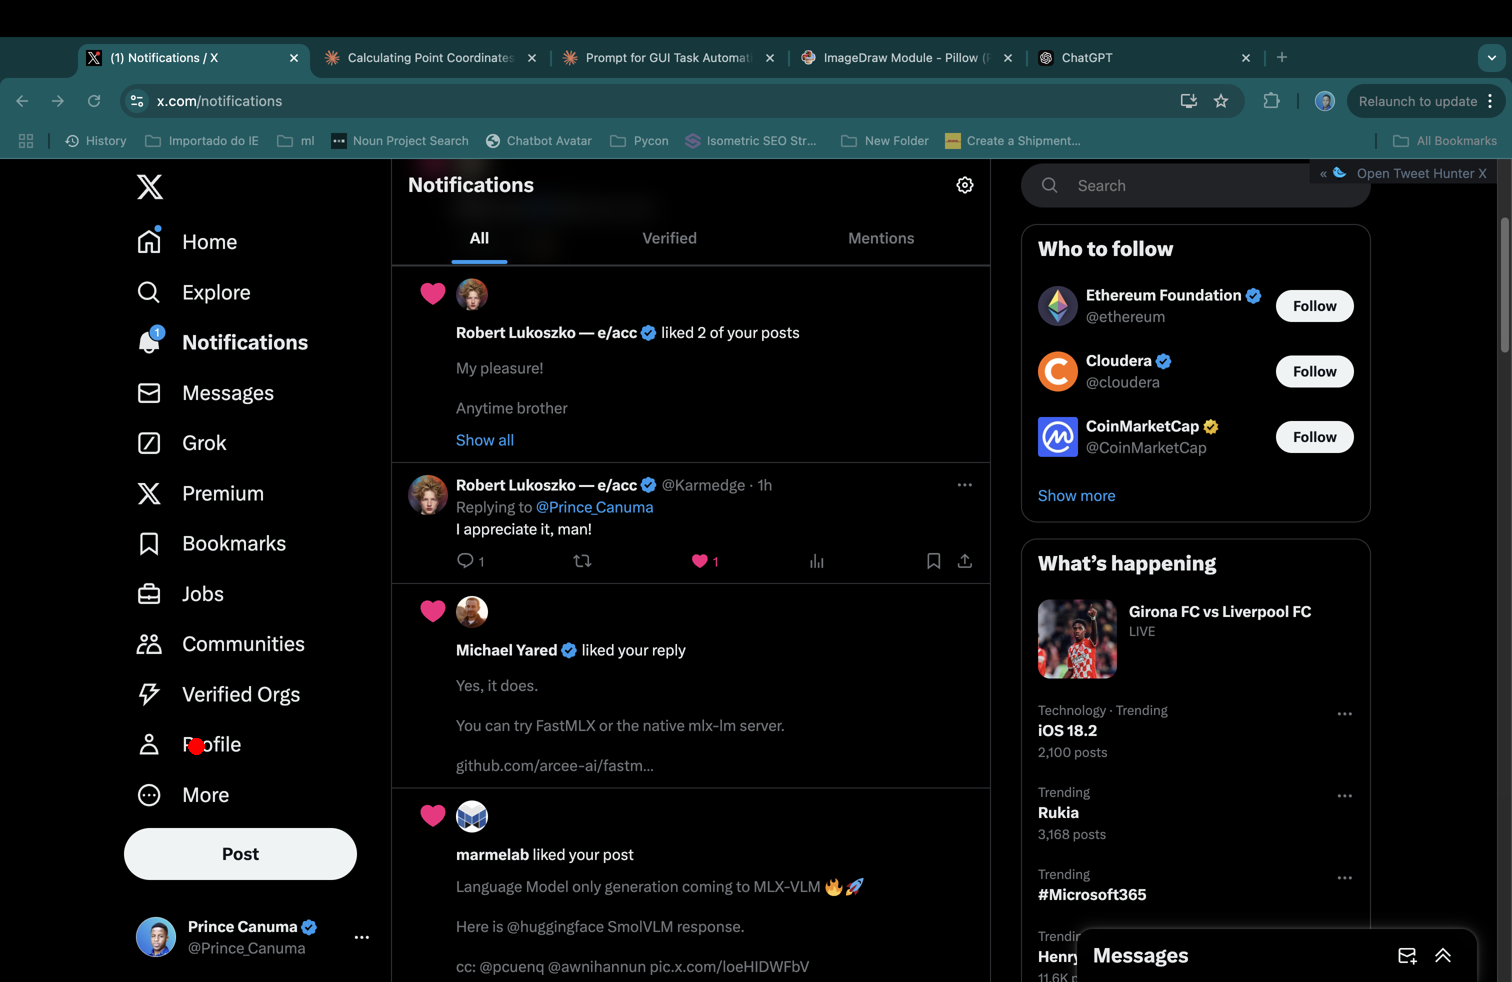 (1) Notifications / X
Calculating Point Coordinates
Prompt for GUI Task Automat
ImageDraw Module - Pillow (P
ChatGPT
x.com/notifications
Relaunch to update
History
Importado do IE
ml
Noun Project Search
Chatbot Avatar
Pycon
Isometric SEO Str...
New Folder
Create a Shipment...
All Bookmarks
Home
Explore
1
Notifications
Messages
Grok
Premium
Bookmarks
Jobs
Communities
Verified Orgs
Profile
More
Post
Prince Canuma
@Prince_Canuma
Notifications
All
Verified
Mentions
Robert Lukoszko — e/acc liked 2 of your posts
My pleasure!
Anytime brother
Show all
Robert Lukoszko — e/acc @Karmedge · 1h
Replying to @Prince_Canuma
I appreciate it, man!
1
1
Michael Yared liked your reply
Yes, it does.
You can try FastMLX or the native mlx-lm server.
github.com/arcee-ai/fastm...
marmelab liked your post
Language Model only generation coming to MLX-VLM 🔥🚀
Here is @huggingface SmolVLM response.
cc: @pcuenq @awnihannun pic.x.com/loeHIDWFbV
Search
« Open Tweet Hunter X
Who to follow
Ethereum Foundation
@ethereum
Follow
Cloudera
@cloudera
Follow
CoinMarketCap
@CoinMarketCap
Follow
Show more
What's happening
Girona FC vs Liverpool FC
LIVE
Technology · Trending
iOS 18.2
2,100 posts
Trending
Rukia
3,168 posts
Trending
#Microsoft365
Trendin
Henry
11.6K p
Messages